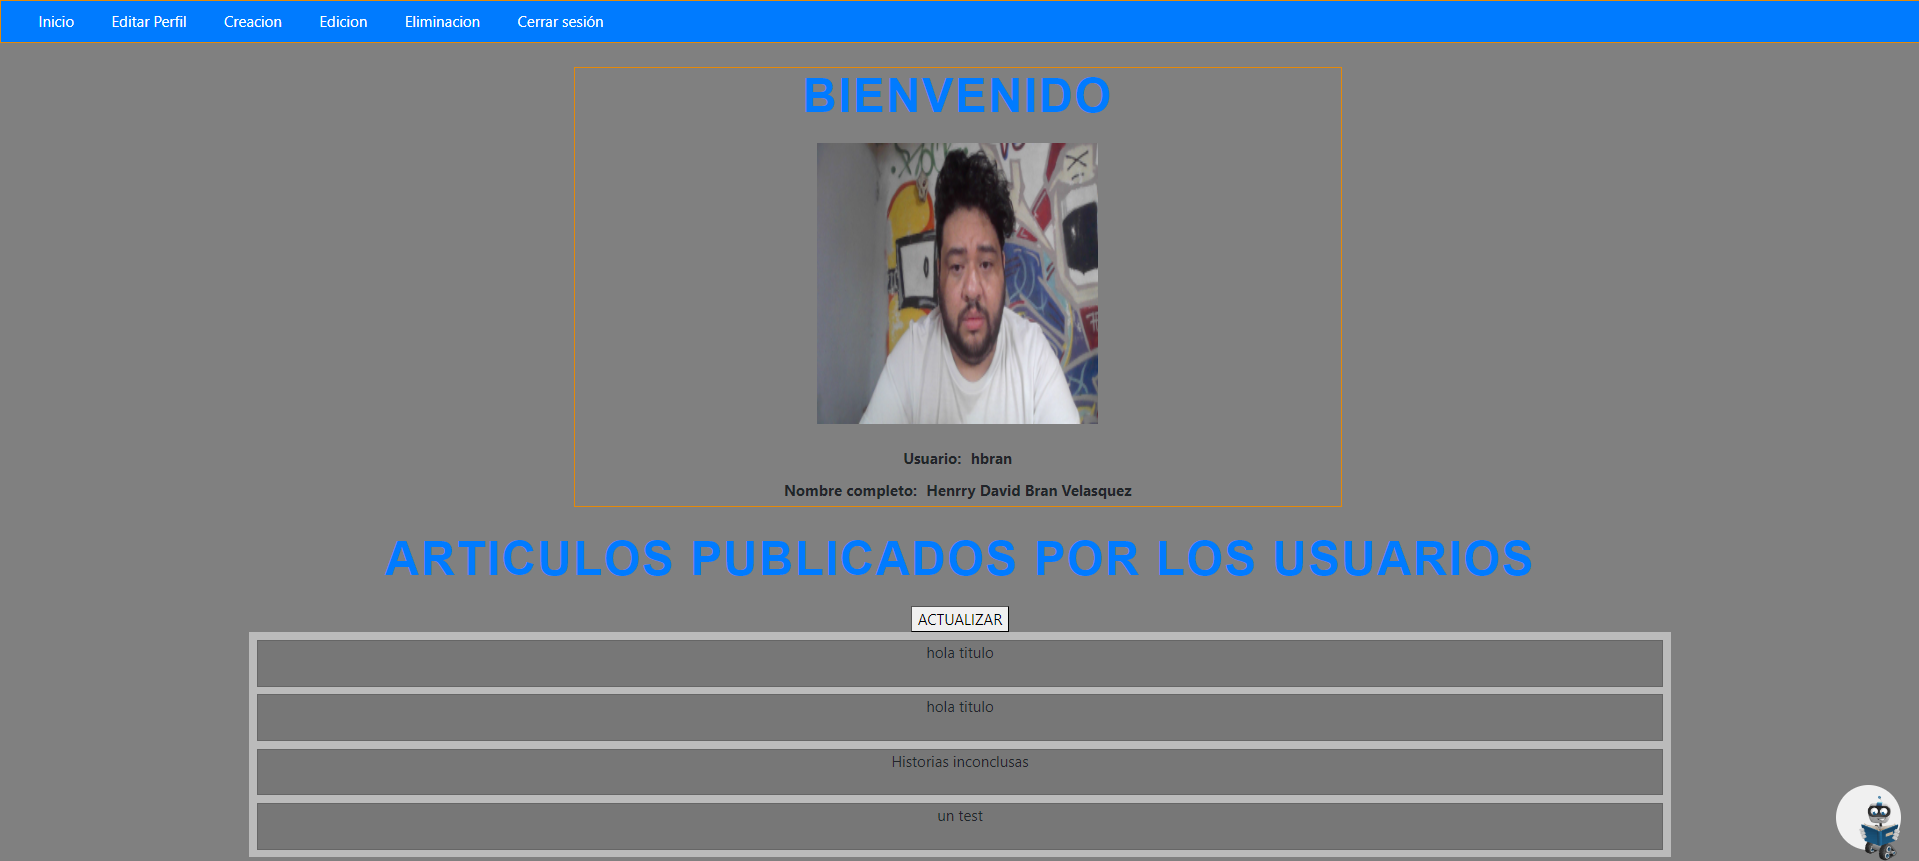 Inicio Editar Perfil Creacion Edicion Eliminacion Cerrar sesión
BIENVENIDO
Usuario: hbran
Nombre completo: Henrry David Bran Velasquez
ARTICULOS PUBLICADOS POR LOS USUARIOS
ACTUALIZAR
hola titulo
hola titulo
Historias inconclusas
un test